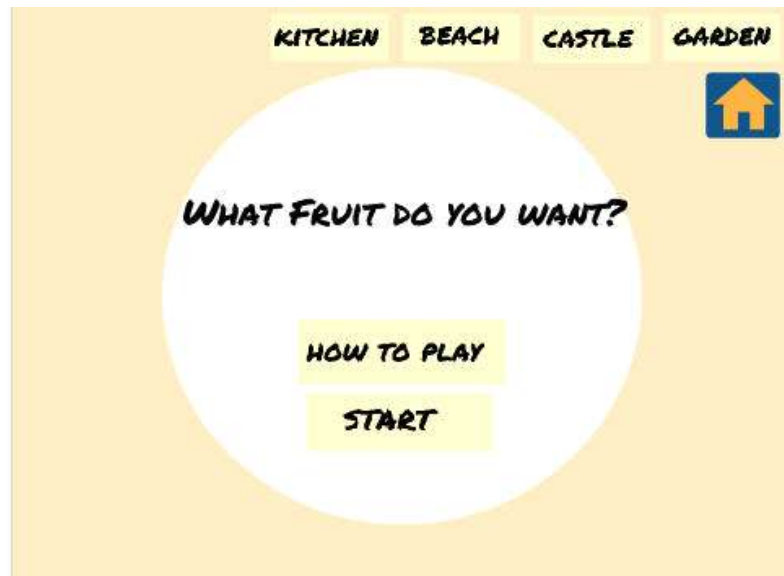 KITCHEN BEACH CASTLE GARDEN
WHAT FRUIT DO YOU WANT?
HOW TO PLAY
START